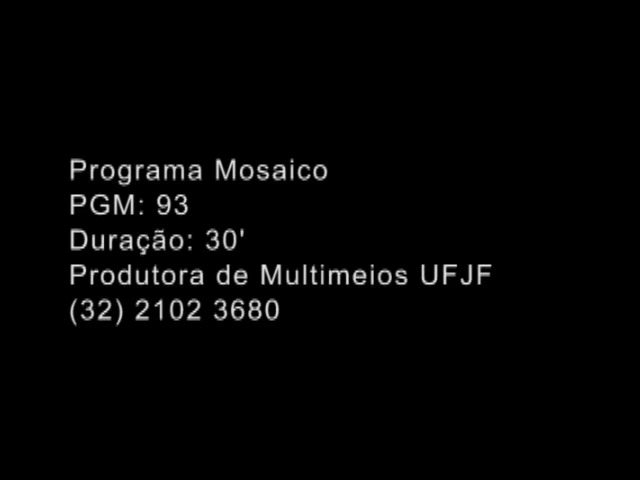 Programa Mosaico
PGM: 93
Duração: 30'
Produtora de Multimeios UFJF
(32) 2102 3680